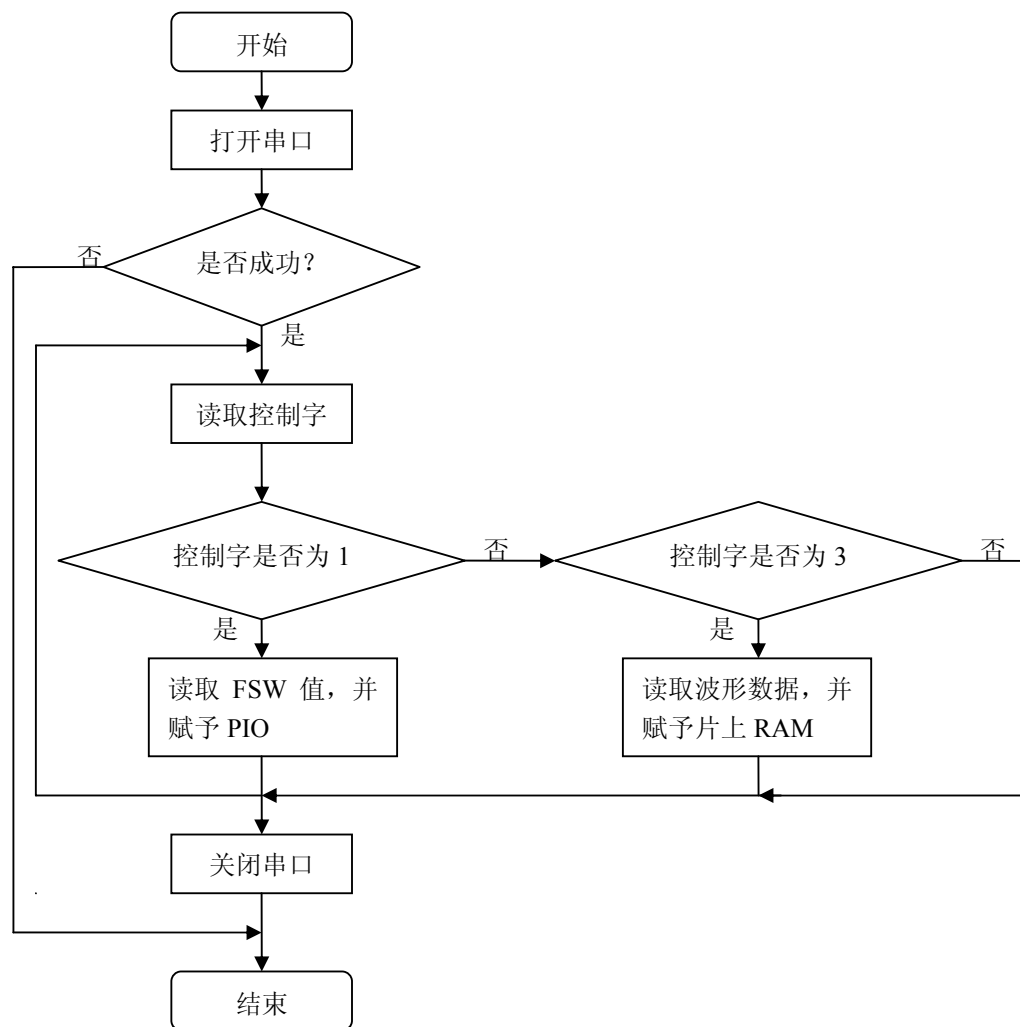 开始
打开串口
是否成功？
否
是
读取控制字
控制字是否为 1
否
控制字是否为 3
否
是
是
读取 FSW 值，并
赋予 PIO
读取波形数据，并
赋予片上 RAM
关闭串口
结束